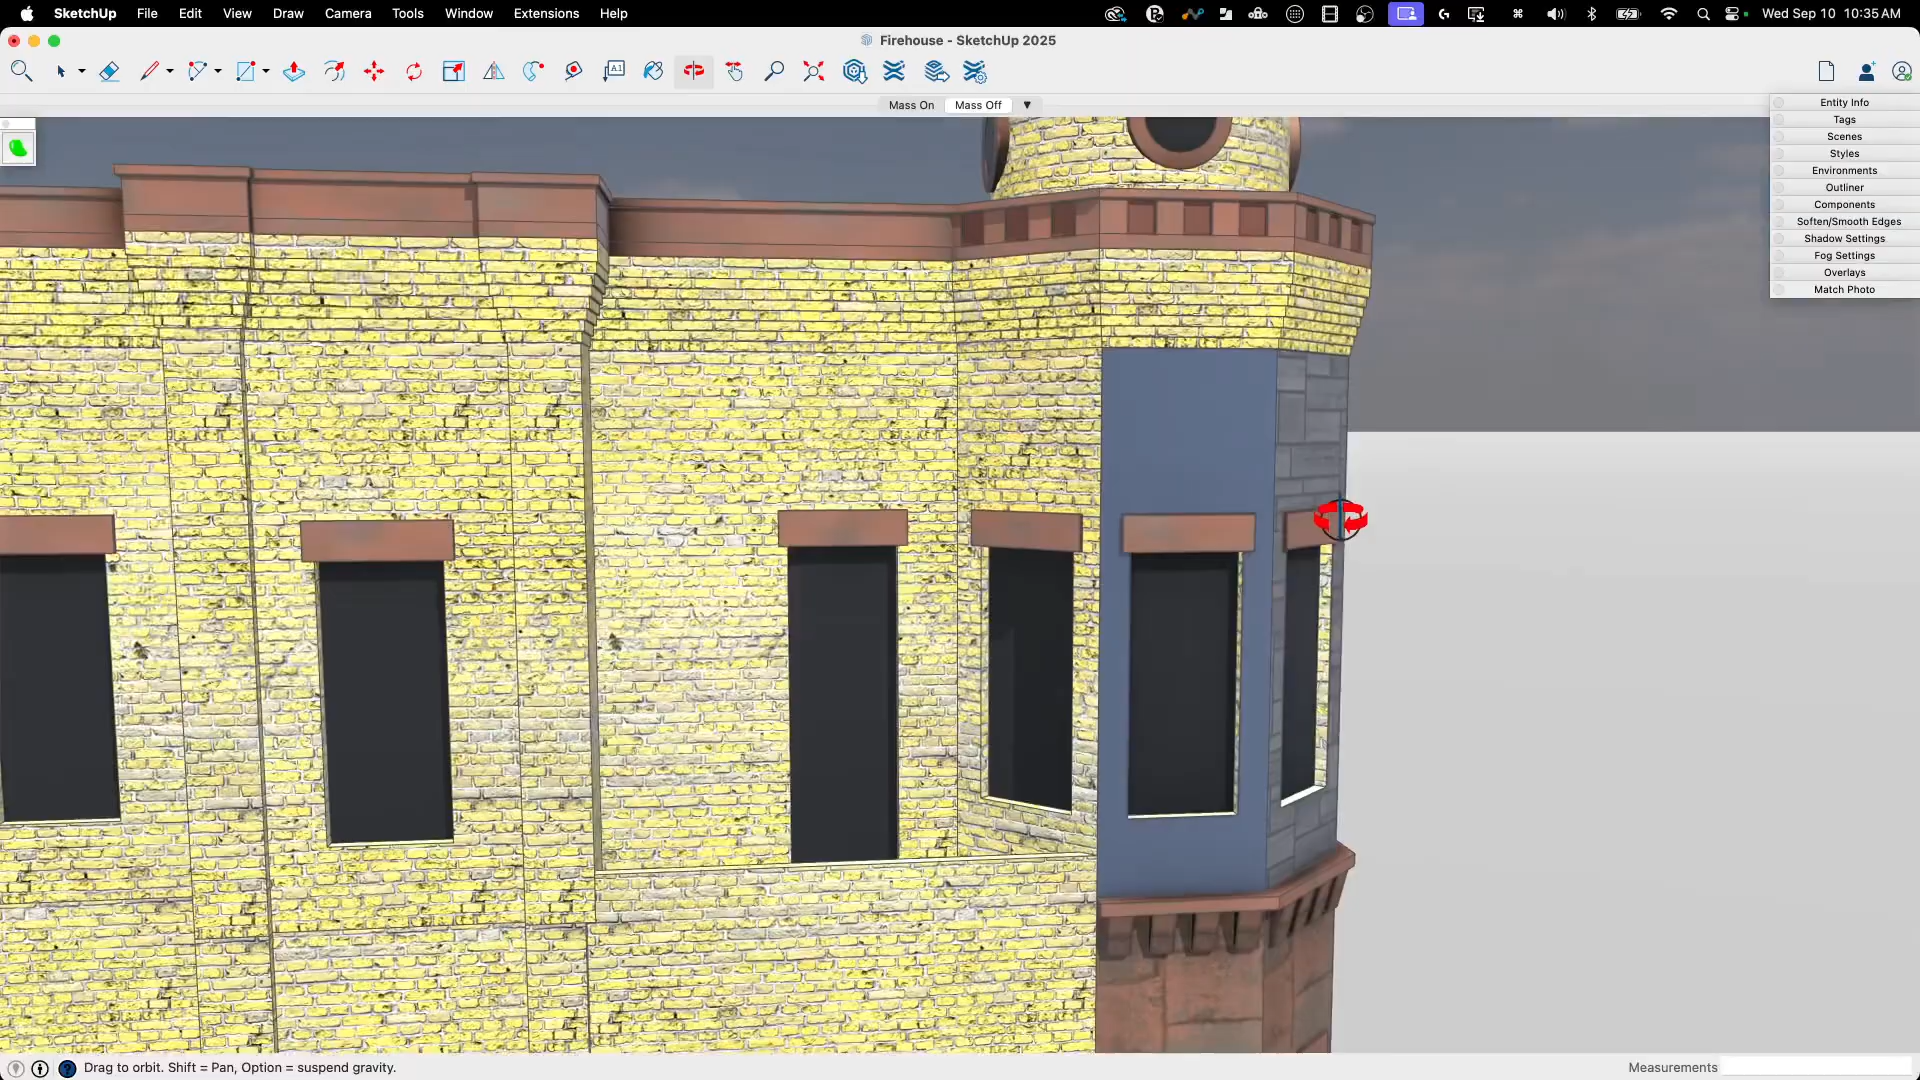 SketchUp File Edit View Draw Camera Tools Window Extensions Help Wed Sep 10 10:35 AM
Firehouse - SketchUp 2025
A1
Mass On Mass Off
Entity Info
Tags
Scenes
Styles
Environments
Outliner
Components
Soften/Smooth Edges
Shadow Settings
Fog Settings
Overlays
Match Photo
Drag to orbit. Shift = Pan, Option = suspend gravity. Measurements